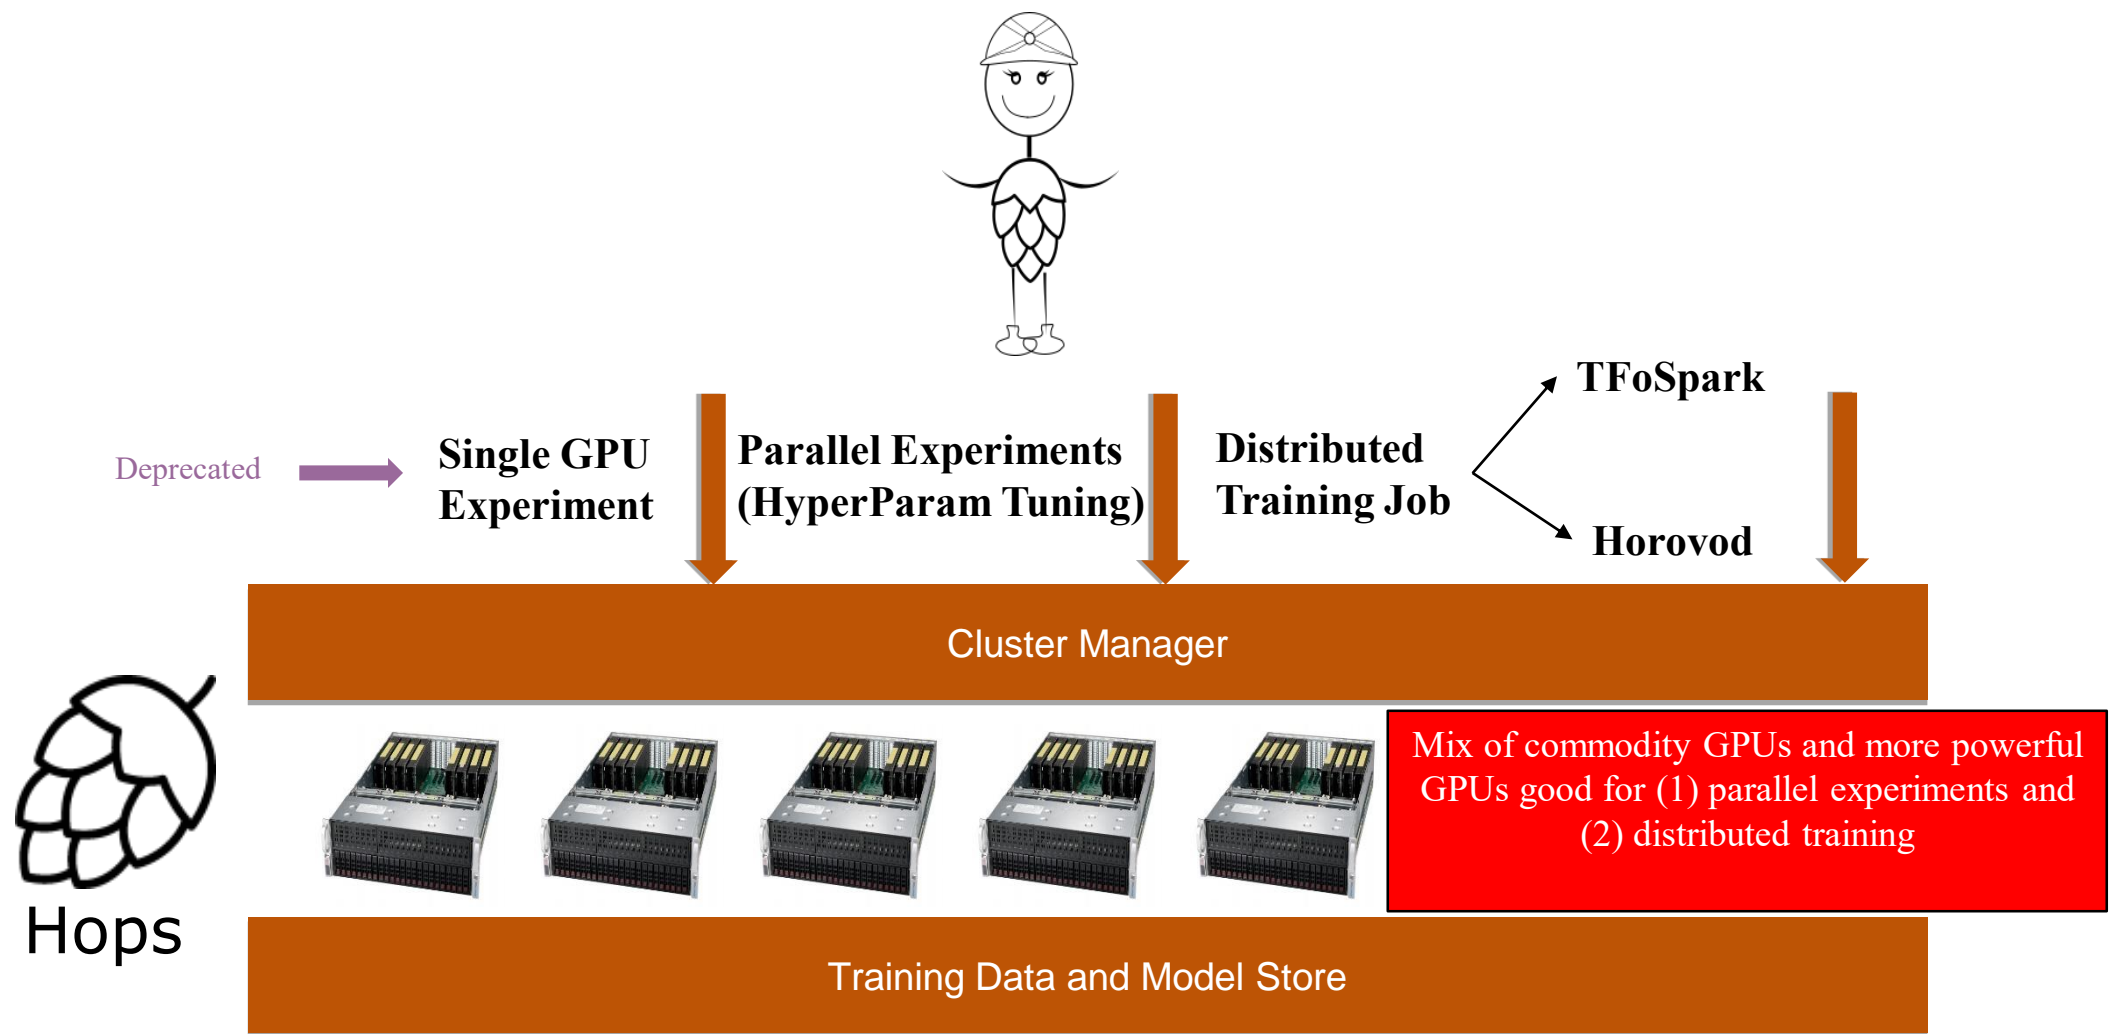 TFoSpark
Deprecated
Single GPU
Experiment
Parallel Experiments
(HyperParam Tuning)
Distributed
Training Job
Horovod
Cluster Manager
Mix of commodity GPUs and more powerful
GPUs good for (1) parallel experiments and
(2) distributed training
Hops
Training Data and Model Store